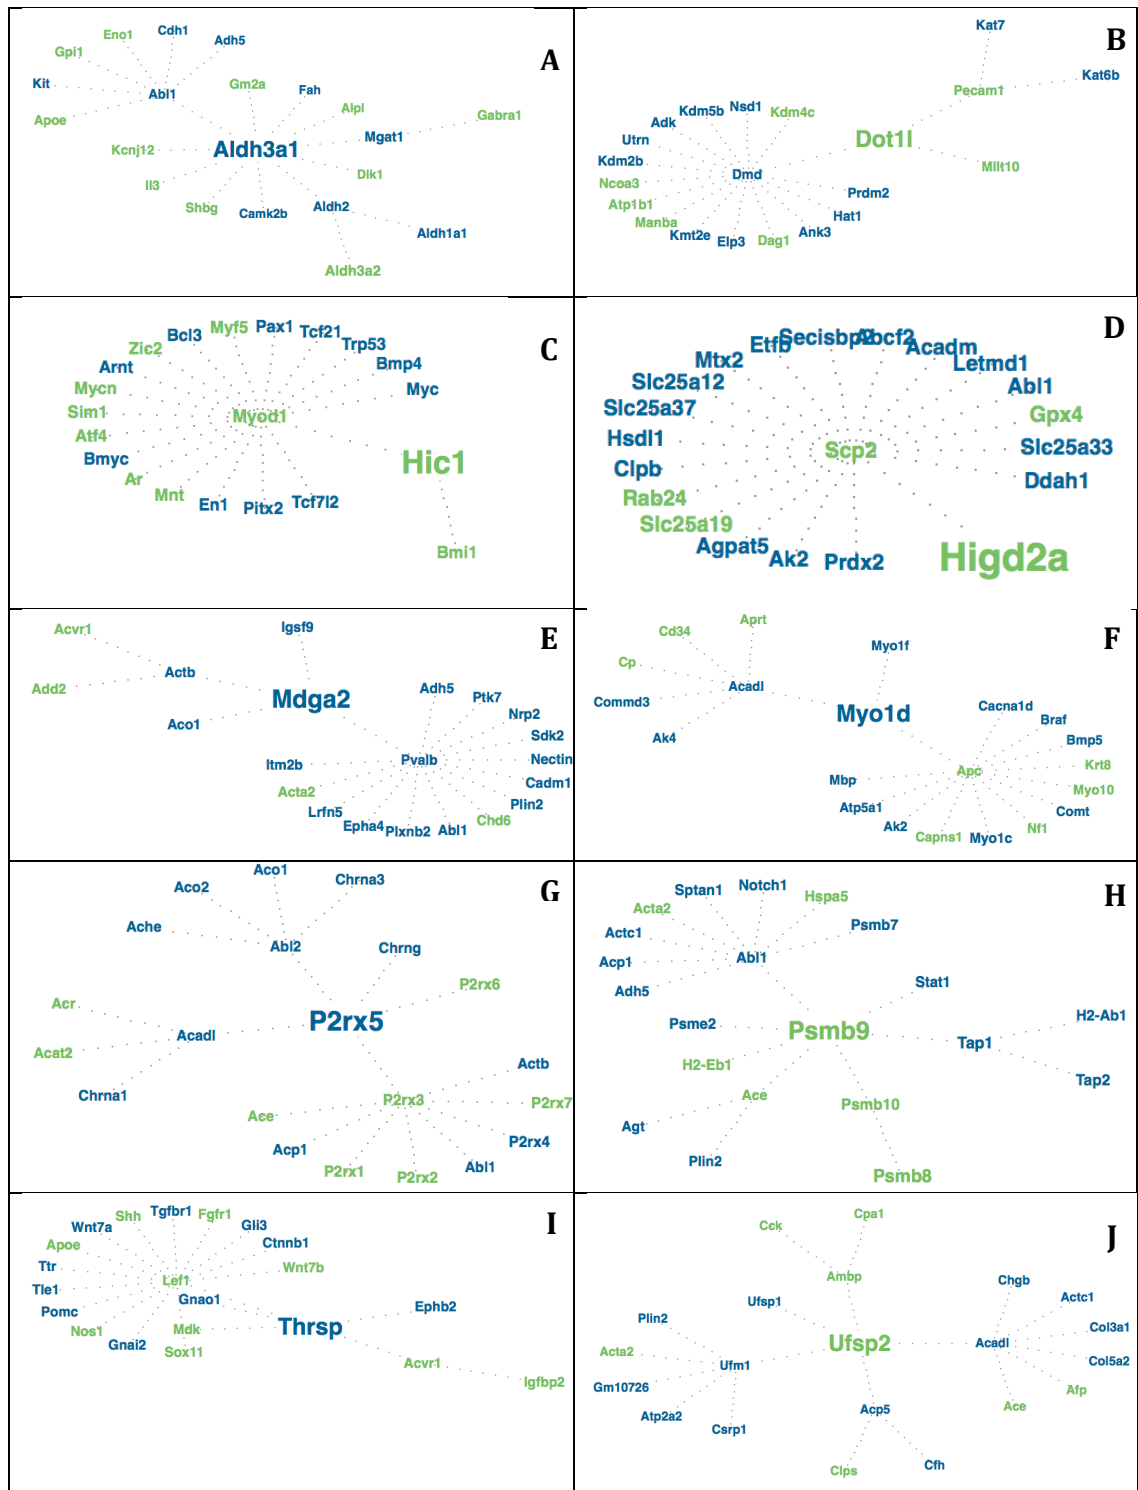 A
Eno1
Cdh1
Adh5
Gpi1
Kit
Abl1
Gm2a
Fah
Apoe
Alpl
Gabra1
Mgat1
Kcnj12
Aldh3a1
Dlk1
Il3
Shbg
Camk2b
Aldh2
Aldh1a1
Aldh3a2
B
Kat7
Kat6b
Pecam1
Nsd1
Kdm5b
Kdm4c
Adk
Utrn
Dot1l
Kdm2b
Mllt10
Dmd
Ncoa3
Prdm2
Atp1b1
Hat1
Manba
Ank3
Kmt2e
Elp3
Dag1
C
Myf5
Pax1
Tcf21
Bcl3
Trp53
Zic2
Bmp4
Arnt
Myc
Mycn
Sim1
Myod1
Atf4
Bmyc
Hic1
Ar
Mnt
En1
Pitx2
Tcf7l2
Bmi1
D
Etfb
Secisbp2
Abcf2
Acadm
Mtx2
Letmd1
Slc25a12
Abl1
Slc25a37
Gpx4
Hsdl1
Scp2
Slc25a33
Clpb
Ddah1
Rab24
Slc25a19
Agpat5
Ak2
Prdx2
Higd2a
E
Acvr1
Igsf9
Actb
Add2
Mdga2
Adh5
Ptk7
Nrp2
Aco1
Sdk2
Itm2b
Pvalb
Nectin
Cadm1
Acta2
Plin2
Lrfn5
Epha4
Plxnb2
Abl1
Chd6
F
Aprt
Cd34
Myo1f
Cp
Acadl
Commd3
Myo1d
Cacna1d
Braf
Ak4
Bmp5
Krt8
Apc
Mbp
Myo10
Atp5a1
Comt
Ak2
Nf1
Capns1
Myo1c
G
Aco1
Chrna3
Aco2
Ache
Abl2
Chrng
P2rx6
Acr
P2rx5
Acadl
Acat2
Actb
Chrna1
P2rx3
P2rx7
Ace
P2rx4
Acp1
P2rx1
P2rx2
Abl1
H
Sptan1
Notch1
Hspa5
Acta2
Psmb7
Actc1
Abl1
Acp1
Adh5
Stat1
Psme2
Psmb9
H2-Ab1
Tap1
H2-Eb1
Tap2
Ace
Psmb10
Agt
Plin2
Psmb8
I
Shh
Tgfbr1
Fgfr1
Wnt7a
Gli3
Apoe
Ctnnb1
Ttr
Wnt7b
Lef1
Tle1
Gnao1
Pomc
Ephb2
Nos1
Mdk
Thrsp
Gnai2
Sox11
Acvr1
Igfbp2
J
Cck
Cpa1
Ambp
Chgb
Ufsp1
Actc1
Plin2
Col3a1
Acta2
Ufsp2
Acadl
Col5a2
Ufm1
Gm10726
Afp
Ace
Atp2a2
Acp5
Csrp1
Clps
Cfh